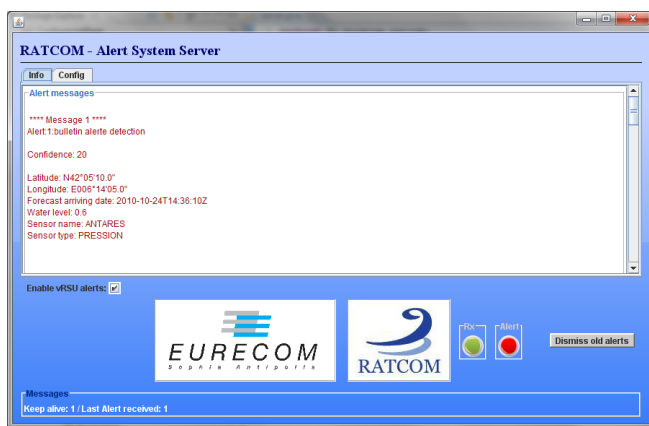 RATCOM - Alert System Server
Info Config
Alert messages
**** Message 1 ****
Alert:1:bulletin alerte detection
Confidence: 20
Latitude: N42°05'10.0"
Longitude: E006°14'05.0"
Forecast arriving date: 2010-10-24T14:36:10Z
Water level: 0.6
Sensor name: ANTARES
Sensor type: PRESSION
Enable vRSU alerts:
EURECOM
Sophia Antipolis
RATCOM
Rx Alert
Dismiss old alerts
Messages
Keep alive: 1 / Last Alert received: 1